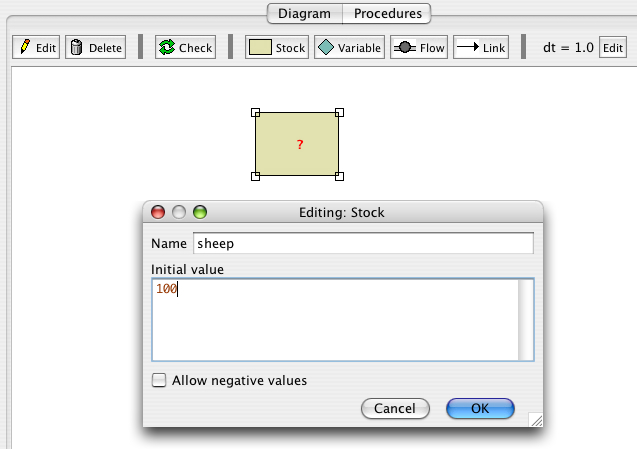 Diagram Procedures
Edit Delete Check Stock Variable Flow Link dt = 1.0 Edit
?
Editing: Stock
Name sheep
Initial value
100
Allow negative values
Cancel OK